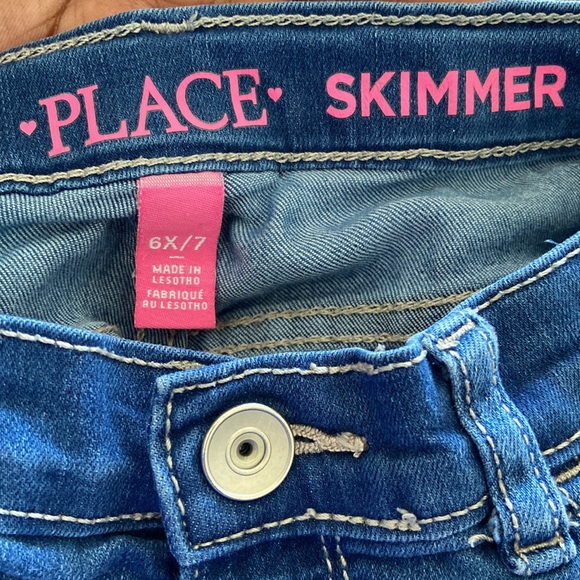 PLACE SKIMMER
6X/7
MADE IN
LESOTHO
FABRIQUÉ
AU LESOTHO